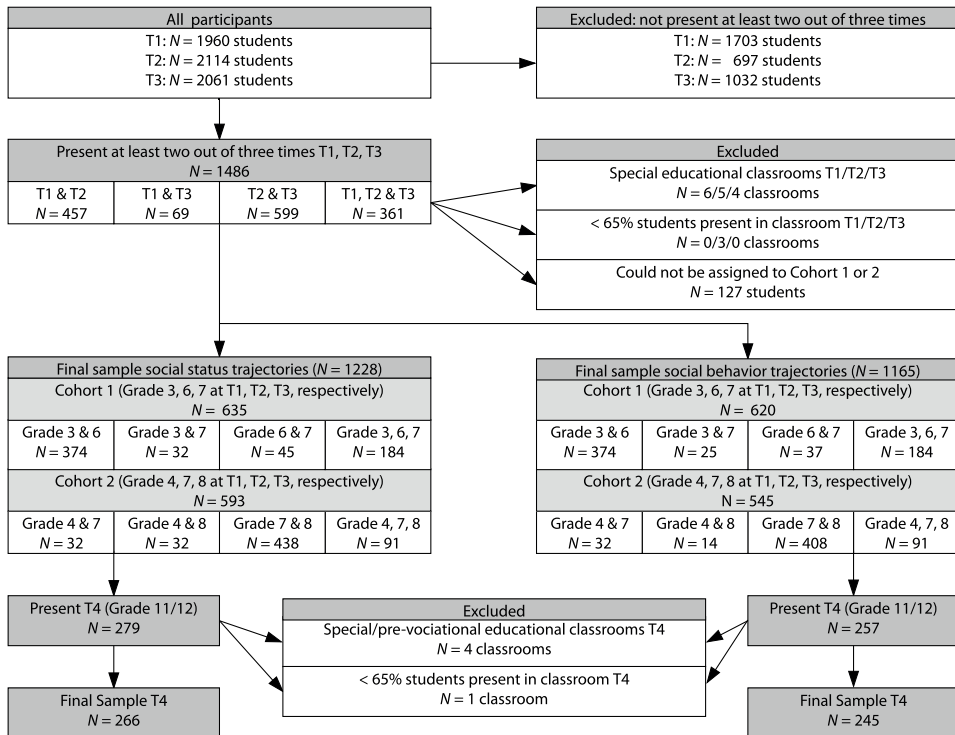 All participants
T1: N = 1960 students
T2: N = 2114 students
T3: N = 2061 students
Excluded: not present at least two out of three times
T1: N = 1703 students
T2: N = 697 students
T3: N = 1032 students
Present at least two out of three times T1, T2, T3
N = 1486
T1 & T2
N = 457
T1 & T3
N = 69
T2 & T3
N = 599
T1, T2 & T3
N = 361
Excluded
Special educational classrooms T1/T2/T3
N = 6/5/4 classrooms
< 65% students present in classroom T1/T2/T3
N = 0/3/0 classrooms
Could not be assigned to Cohort 1 or 2
N = 127 students
Final sample social status trajectories (N = 1228)
Cohort 1 (Grade 3, 6, 7 at T1, T2, T3, respectively)
N = 635
Grade 3 & 6
N = 374
Grade 3 & 7
N = 32
Grade 6 & 7
N = 45
Grade 3, 6, 7
N = 184
Cohort 2 (Grade 4, 7, 8 at T1, T2, T3, respectively)
N = 593
Grade 4 & 7
N = 32
Grade 4 & 8
N = 32
Grade 7 & 8
N = 438
Grade 4, 7, 8
N = 91
Final sample social behavior trajectories (N = 1165)
Cohort 1 (Grade 3, 6, 7 at T1, T2, T3, respectively)
N = 620
Grade 3 & 6
N = 374
Grade 3 & 7
N = 25
Grade 6 & 7
N = 37
Grade 3, 6, 7
N = 184
Cohort 2 (Grade 4, 7, 8 at T1, T2, T3, respectively)
N = 545
Grade 4 & 7
N = 32
Grade 4 & 8
N = 14
Grade 7 & 8
N = 408
Grade 4, 7, 8
N = 91
Present T4 (Grade 11/12)
N = 279
Excluded
Special/pre-vociational educational classrooms T4
N = 4 classrooms
< 65% students present in classroom T4
N = 1 classroom
Present T4 (Grade 11/12)
N = 257
Final Sample T4
N = 266
Final Sample T4
N = 245